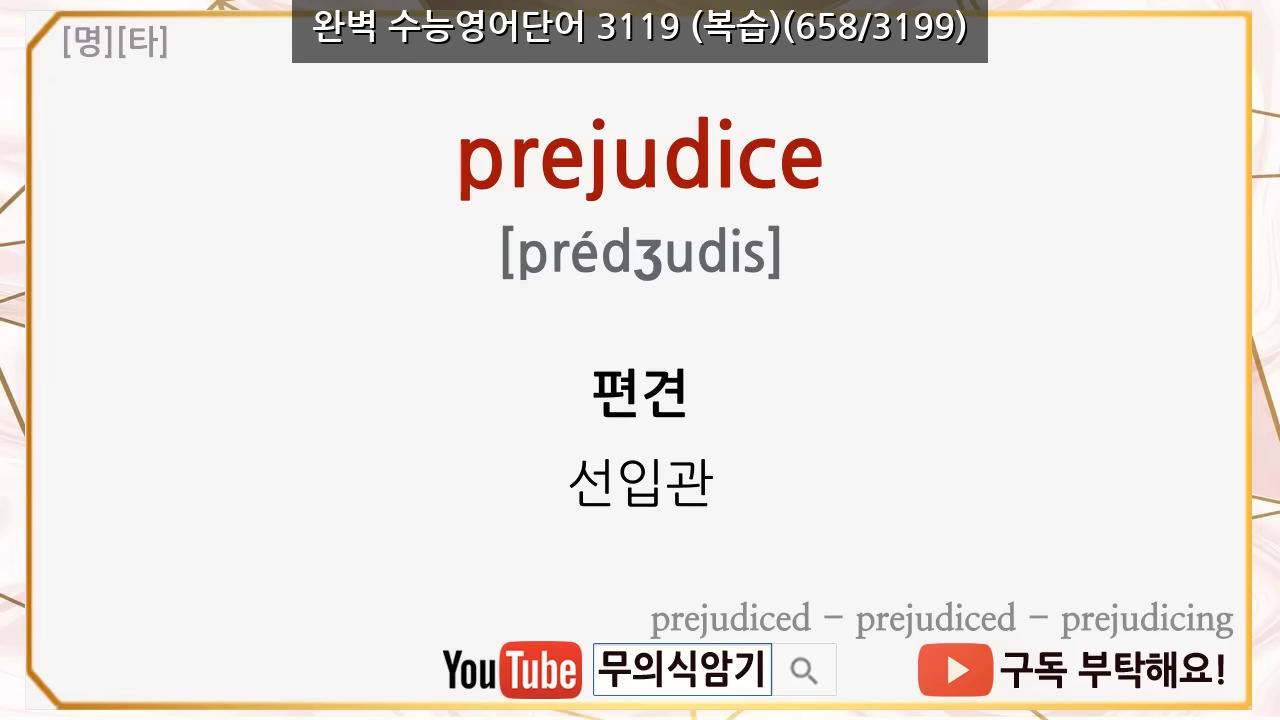 완벽 수능영어단어 3119 (복습)(658/3199)
[명][타]
prejudice
[prédʒudis]
편견
선입관
prejudiced - prejudiced - prejudicing
YouTube 무의식암기 구독 부탁해요!